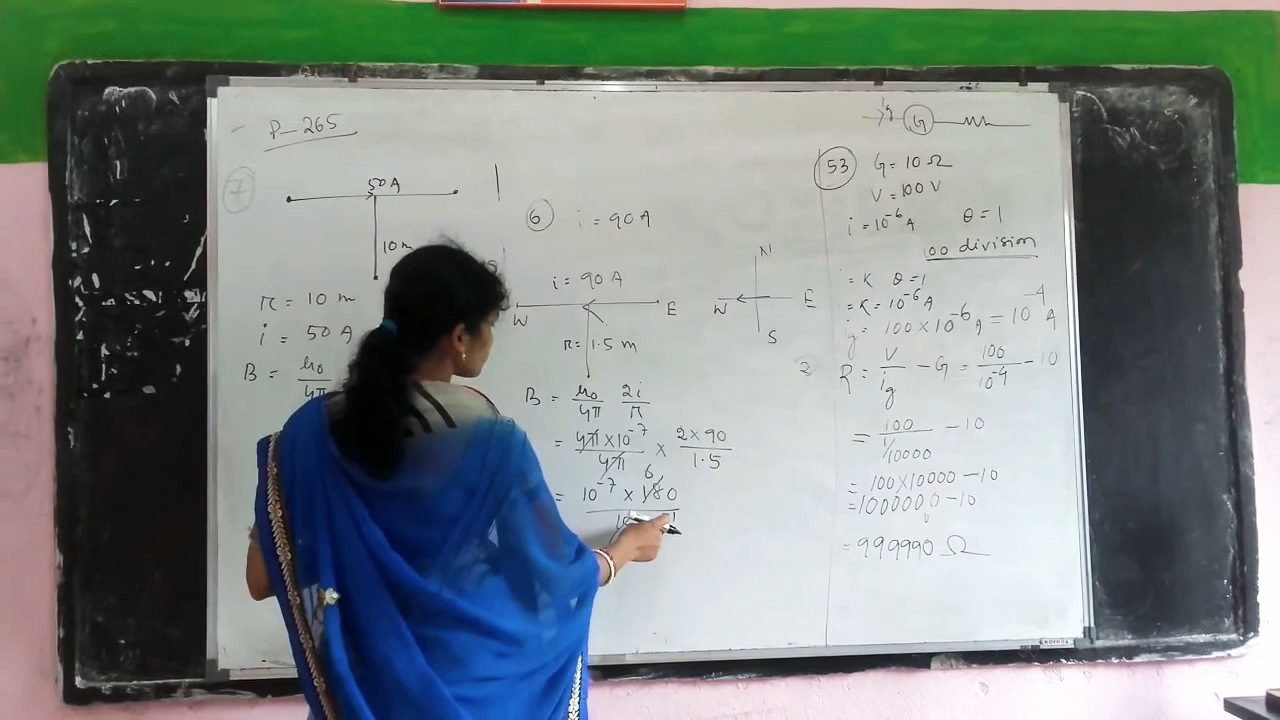 P-265
7
50 A
10 m
r = 10 m
i = 50 A
B = μ₀/4π
6 i = 90 A
i = 90 A
W E
r = 1.5 m
B = μ₀/4π 2i/r
= 4π×10⁻⁷/4π × 2×90/1.5
6
= 10⁻⁷ × 180
N
W E
S
G
53 G = 10 Ω
V = 100 V
i = 10⁻⁶ A θ = 1
100 division
i = K θ = 1
i = K = 10⁻⁶ A
ig = 100 × 10⁻⁶ A = 10⁻⁴ A
R = V/ig - G = 100/10⁻⁴ - 10
= 100/1/10000 - 10
= 100×10000 - 10
= 1000000 - 10
= 999990 Ω